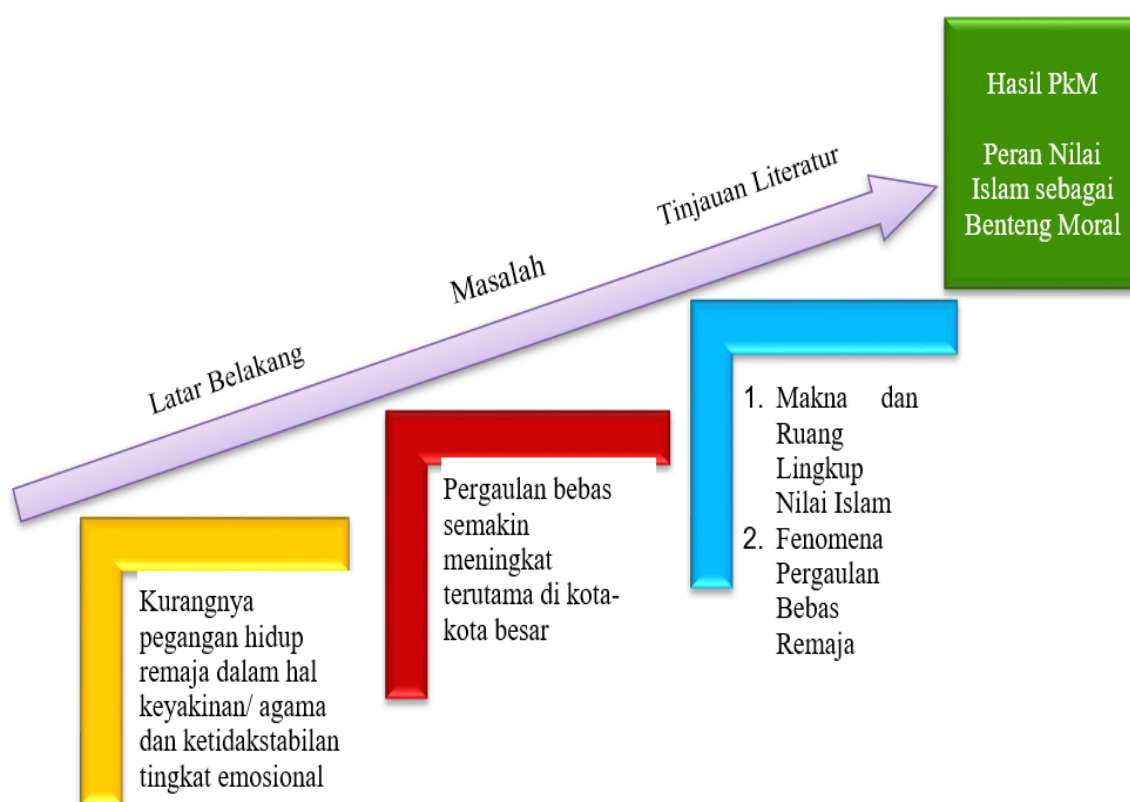 Latar Belakang
Kurangnya
pegangan hidup
remaja dalam hal
keyakinan/ agama
dan ketidakstabilan
tingkat emosional
Masalah
Pergaulan bebas
semakin
meningkat
terutama di kota-
kota besar
Tinjauan Literatur
1. Makna dan
Ruang
Lingkup
Nilai Islam
2. Fenomena
Pergaulan
Bebas
Remaja
Hasil PkM
Peran Nilai
Islam sebagai
Benteng Moral